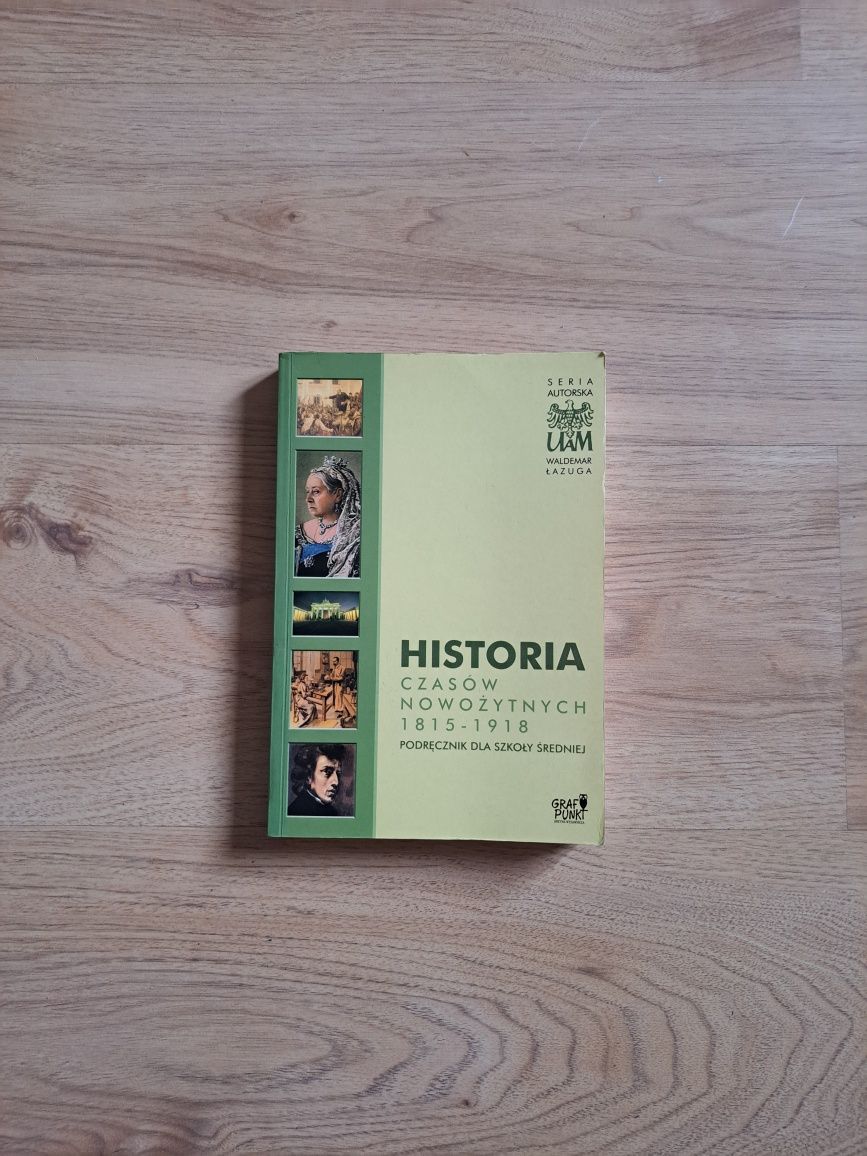 SERIA
AUTORSKA
UAM
WALDEMAR
ŁAZUGA
HISTORIA
CZASÓW
NOWOŻYTNYCH
1815-1918
PODRĘCZNIK DLA SZKOŁY ŚREDNIEJ
GRAF
PUNKT